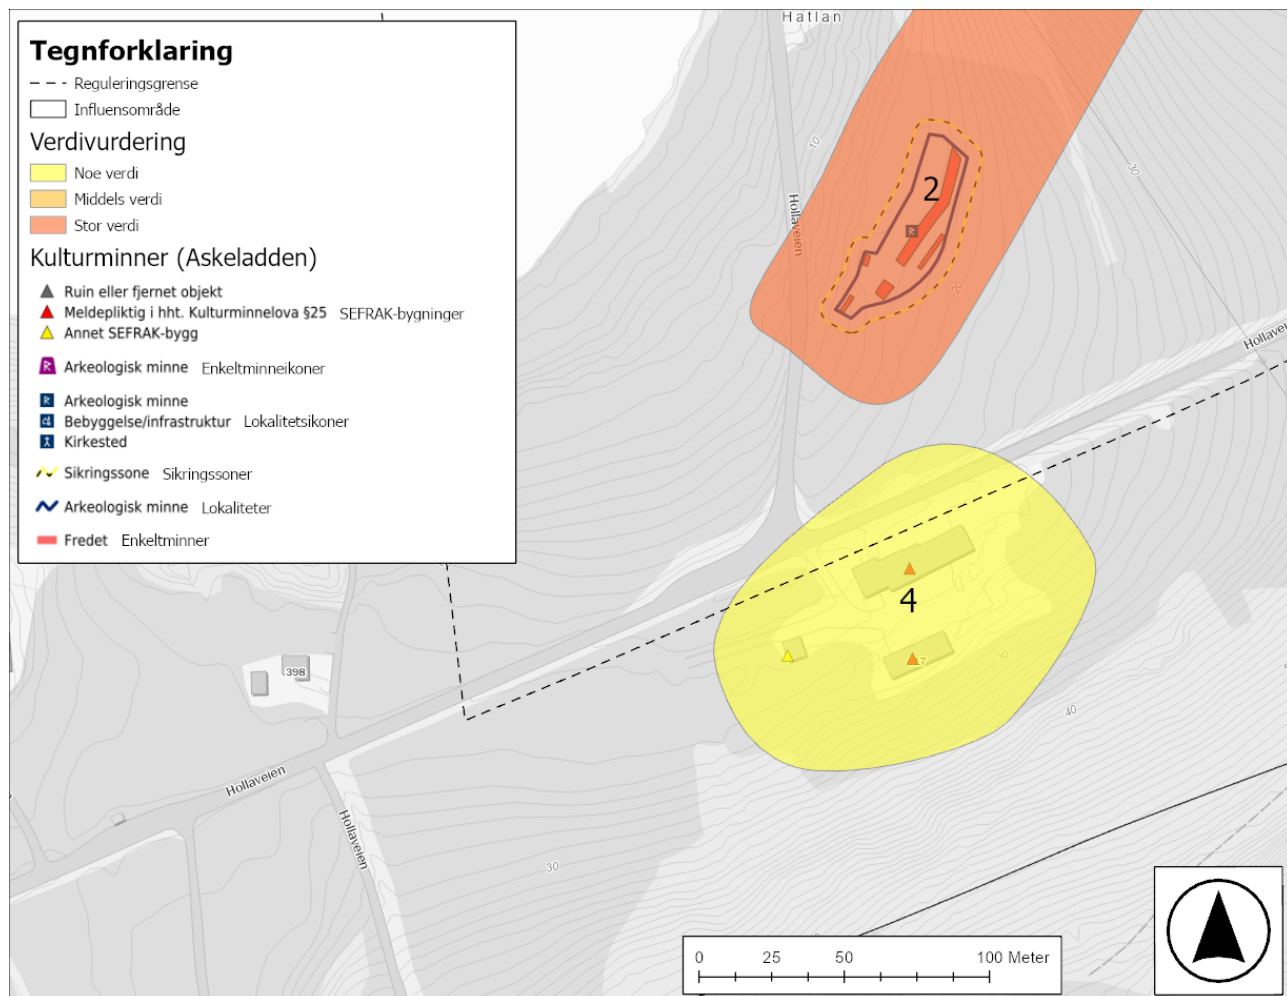 Tegnforklaring
Reguleringsgrense
Influensområde
Verdivurdering
Noe verdi
Middels verdi
Stor verdi
Kulturminner (Askeladden)
Ruin eller fjernet objekt
Meldepliktig i hht. Kulturminnelova §25 SEFRAK-bygninger
Annet SEFRAK-bygg
Arkeologisk minne Enkeltminneikoner
Arkeologisk minne
Bebyggelse/infrastruktur Lokalitetsikoner
Kirkested
Sikringssone Sikringssoner
Arkeologisk minne Lokaliteter
Fredet Enkeltminner
Hatlan
10
30
2
Hollaveien
R
20
Hollaveien
4
7
30
398
40
Hollaveien
Hollaveien
30
0 25 50 100 Meter